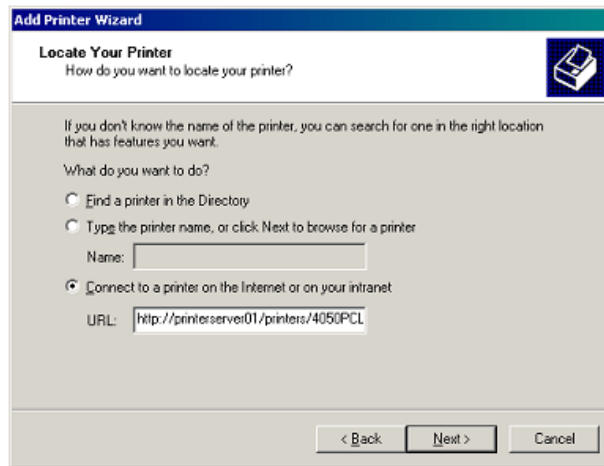 Add Printer Wizard
Locate Your Printer
How do you want to locate your printer?
If you don't know the name of the printer, you can search for one in the right location
that has features you want.
What do you want to do?
Find a printer in the Directory
Type the printer name, or click Next to browse for a printer
Name:
Connect to a printer on the Internet or on your intranet
URL: http://printerserver01/printers/4050PCL
< Back Next > Cancel